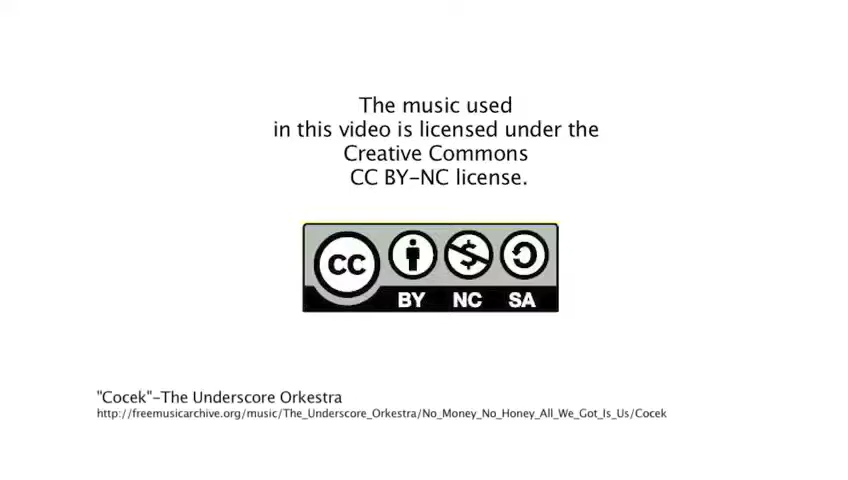 The music used
in this video is licensed under the
Creative Commons
CC BY-NC license.
CC
BY NC SA
"Cocek"-The Underscore Orkestra
http://freemusicarchive.org/music/The_Underscore_Orkestra/No_Money_No_Honey_All_We_Got_Is_Us/Cocek